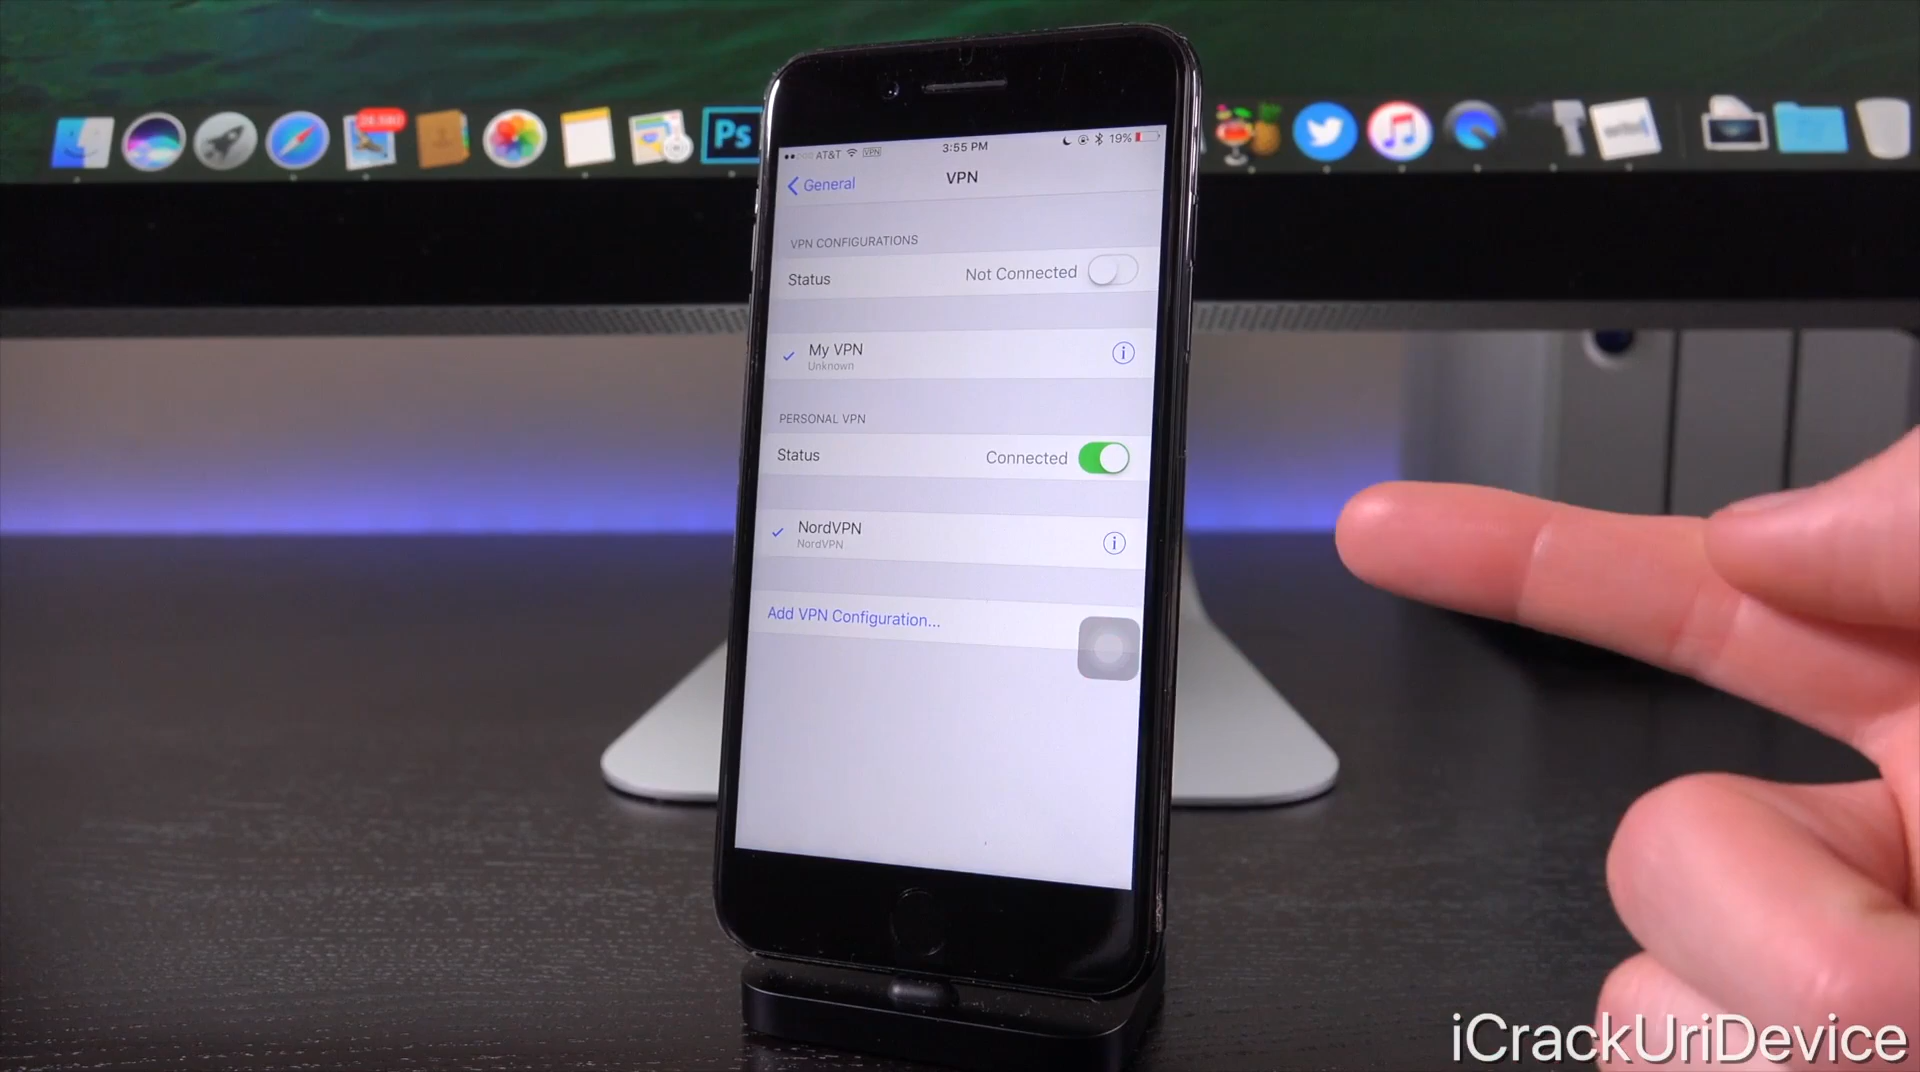 Ps
AT&T VPN 3:55 PM 19%
General VPN
VPN CONFIGURATIONS
Status Not Connected
My VPN
Unknown
PERSONAL VPN
Status Connected
NordVPN
NordVPN
Add VPN Configuration...
iCrackUriDevice